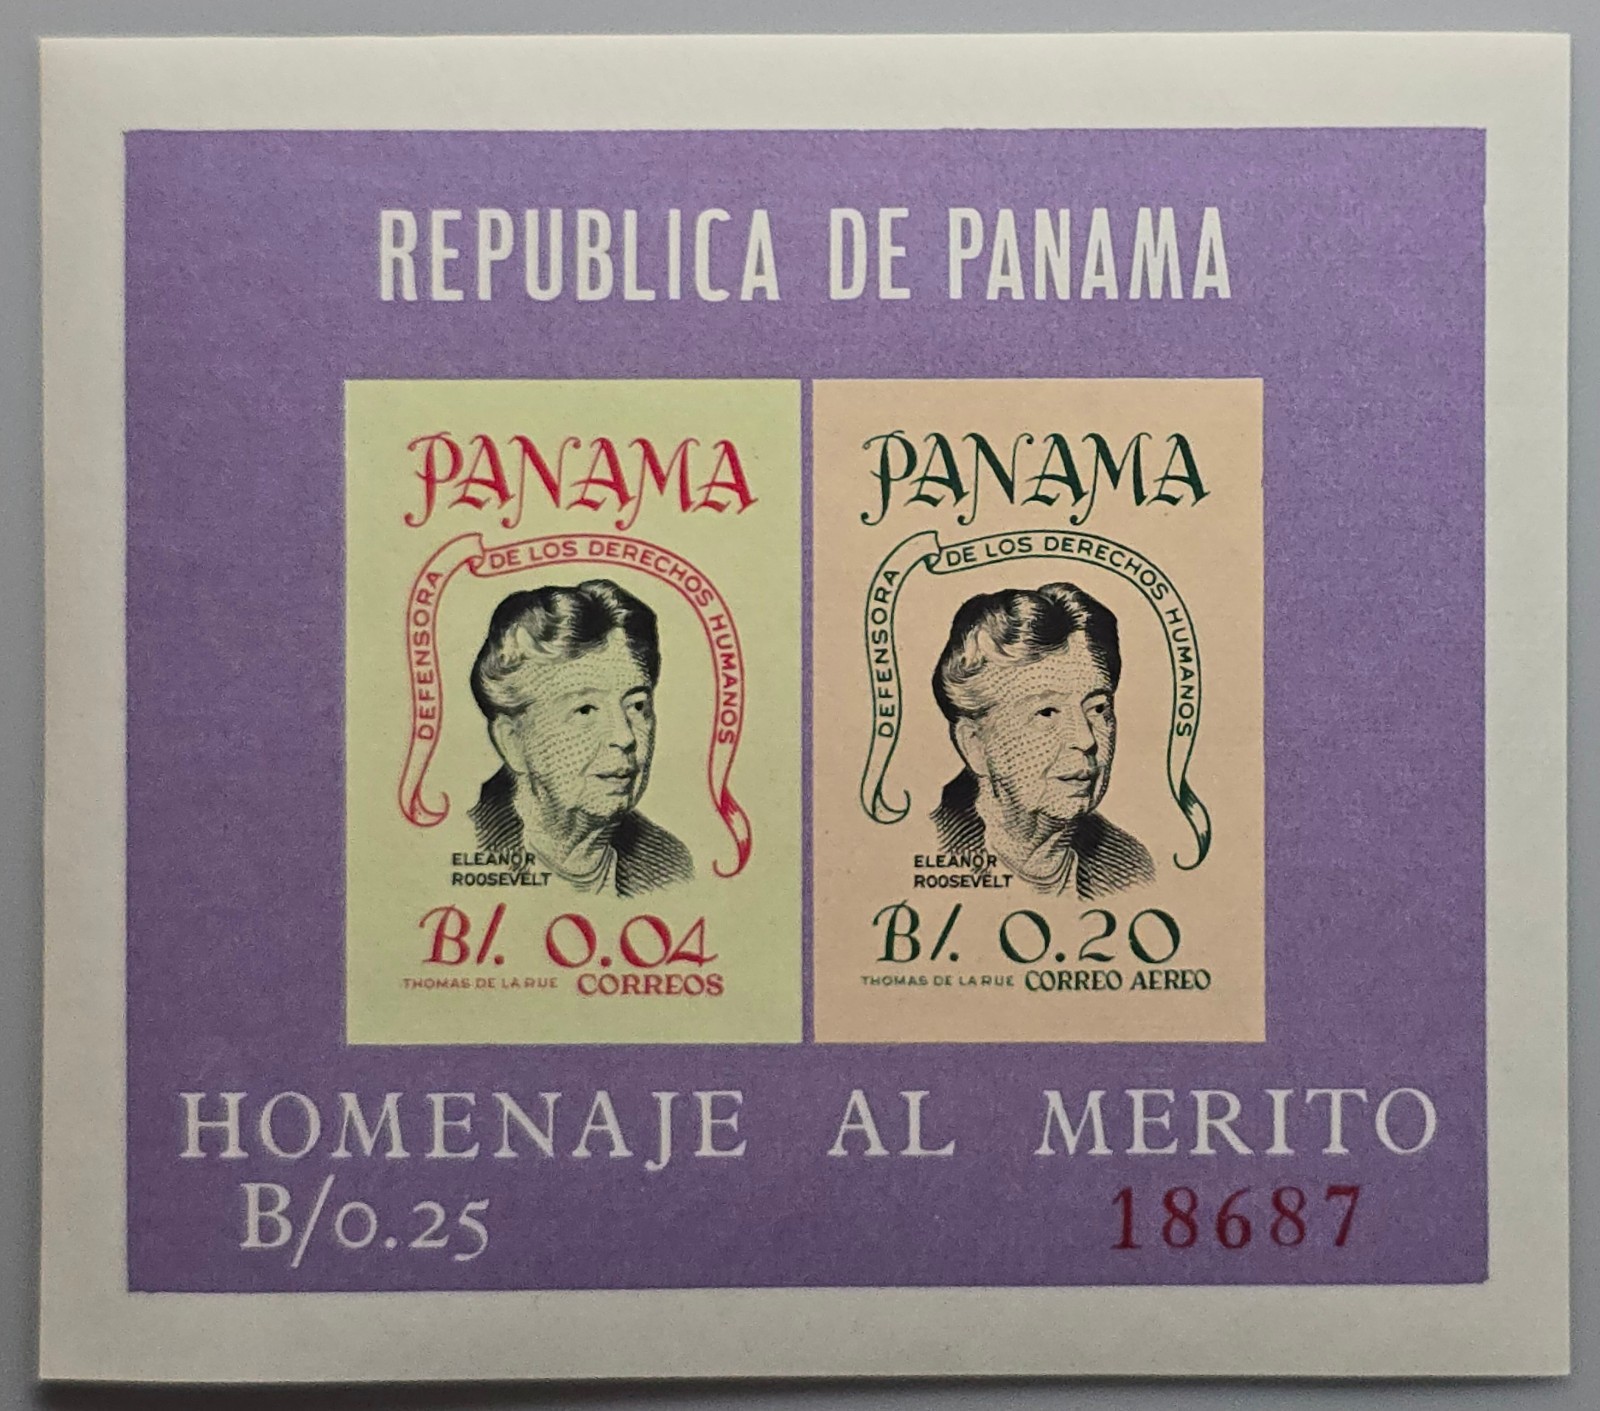 REPUBLICA DE PANAMA
PANAMA
DEFENSORA DE LOS DERECHOS HUMANOS
ELEANOR
ROOSEVELT
B/. 0.04
THOMAS DE LA RUE CORREOS
PANAMA
DEFENSORA DE LOS DERECHOS HUMANOS
ELEANOR
ROOSEVELT
B/. 0.20
THOMAS DE LA RUE CORREO AEREO
HOMENAJE AL MERITO
B/0.25
18687